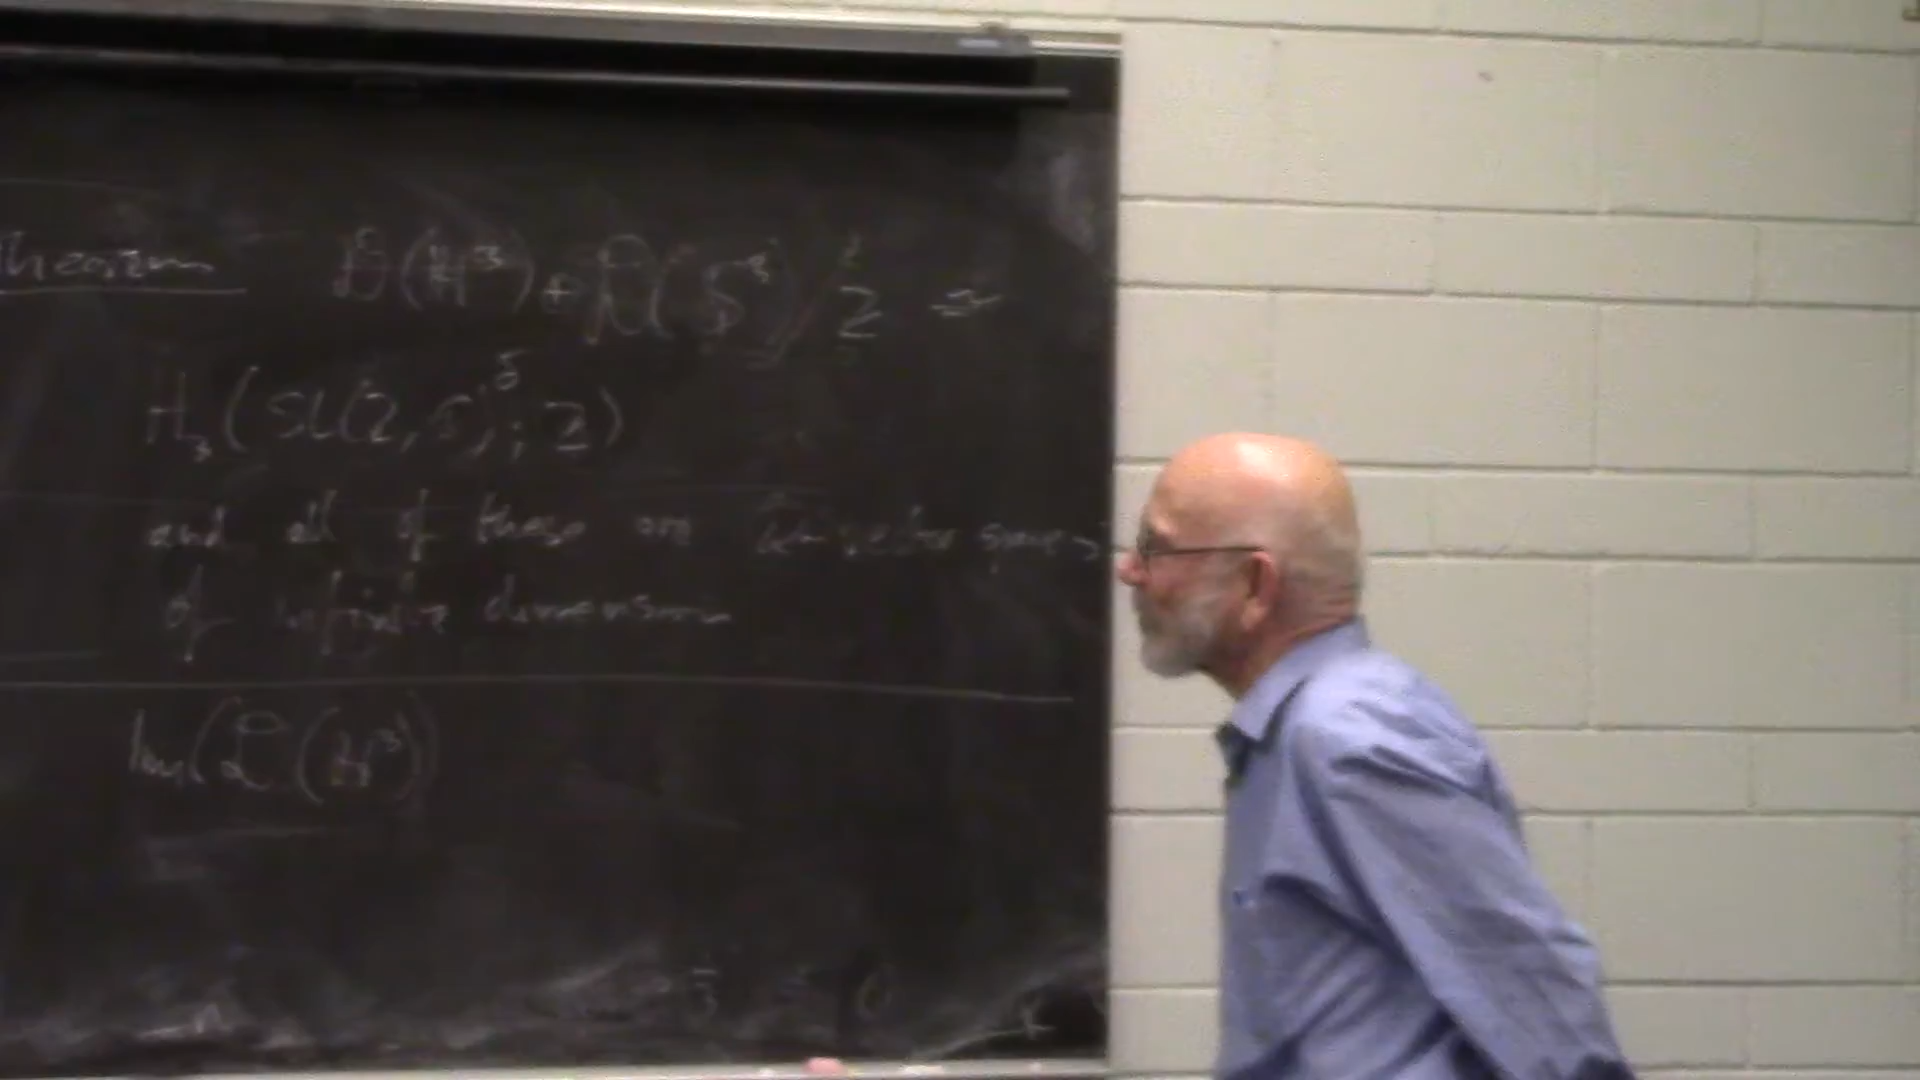 Theorem D(H³) ⊕ D(S³)/Z ≅
H₃(SL(2,C)^δ; Z)
and all of these are Q-vector spaces
of infinite dimension
Im(D(H³))